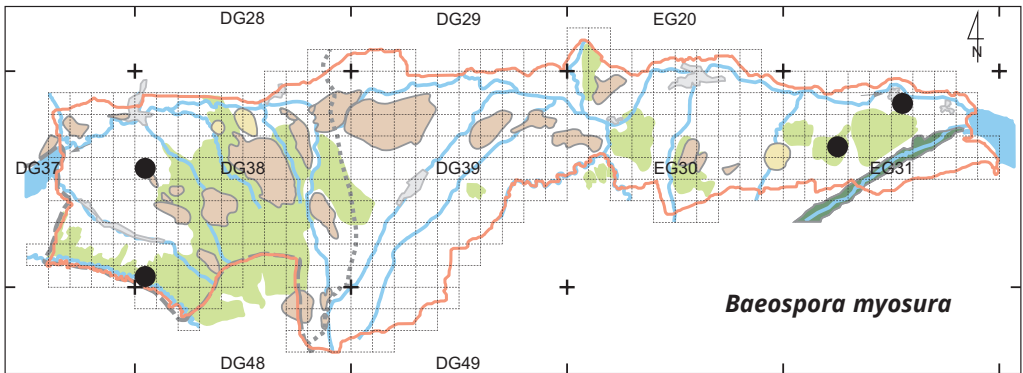 DG28 DG29 EG20
N
DG37 DG38 DG39 EG30 EG31
Baeospora myosura
DG48 DG49